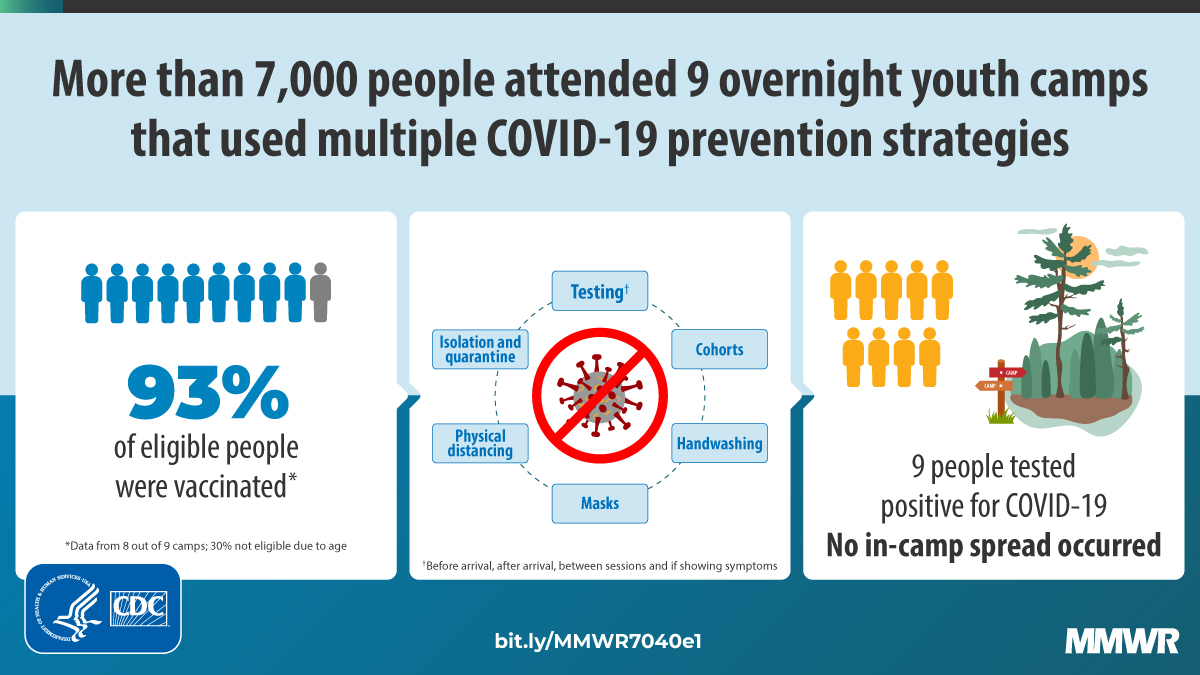 More than 7,000 people attended 9 overnight youth camps
that used multiple COVID-19 prevention strategies
93%
of eligible people
were vaccinated*
*Data from 8 out of 9 camps; 30% not eligible due to age
Testing†
Cohorts
Handwashing
Masks
Physical
distancing
Isolation and
quarantine
†Before arrival, after arrival, between sessions and if showing symptoms
CAMP
CAMP
9 people tested
positive for COVID-19
No in-camp spread occurred
DEPARTMENT OF HEALTH & HUMAN SERVICES • USA
CDC
bit.ly/MMWR7040e1
MMWR